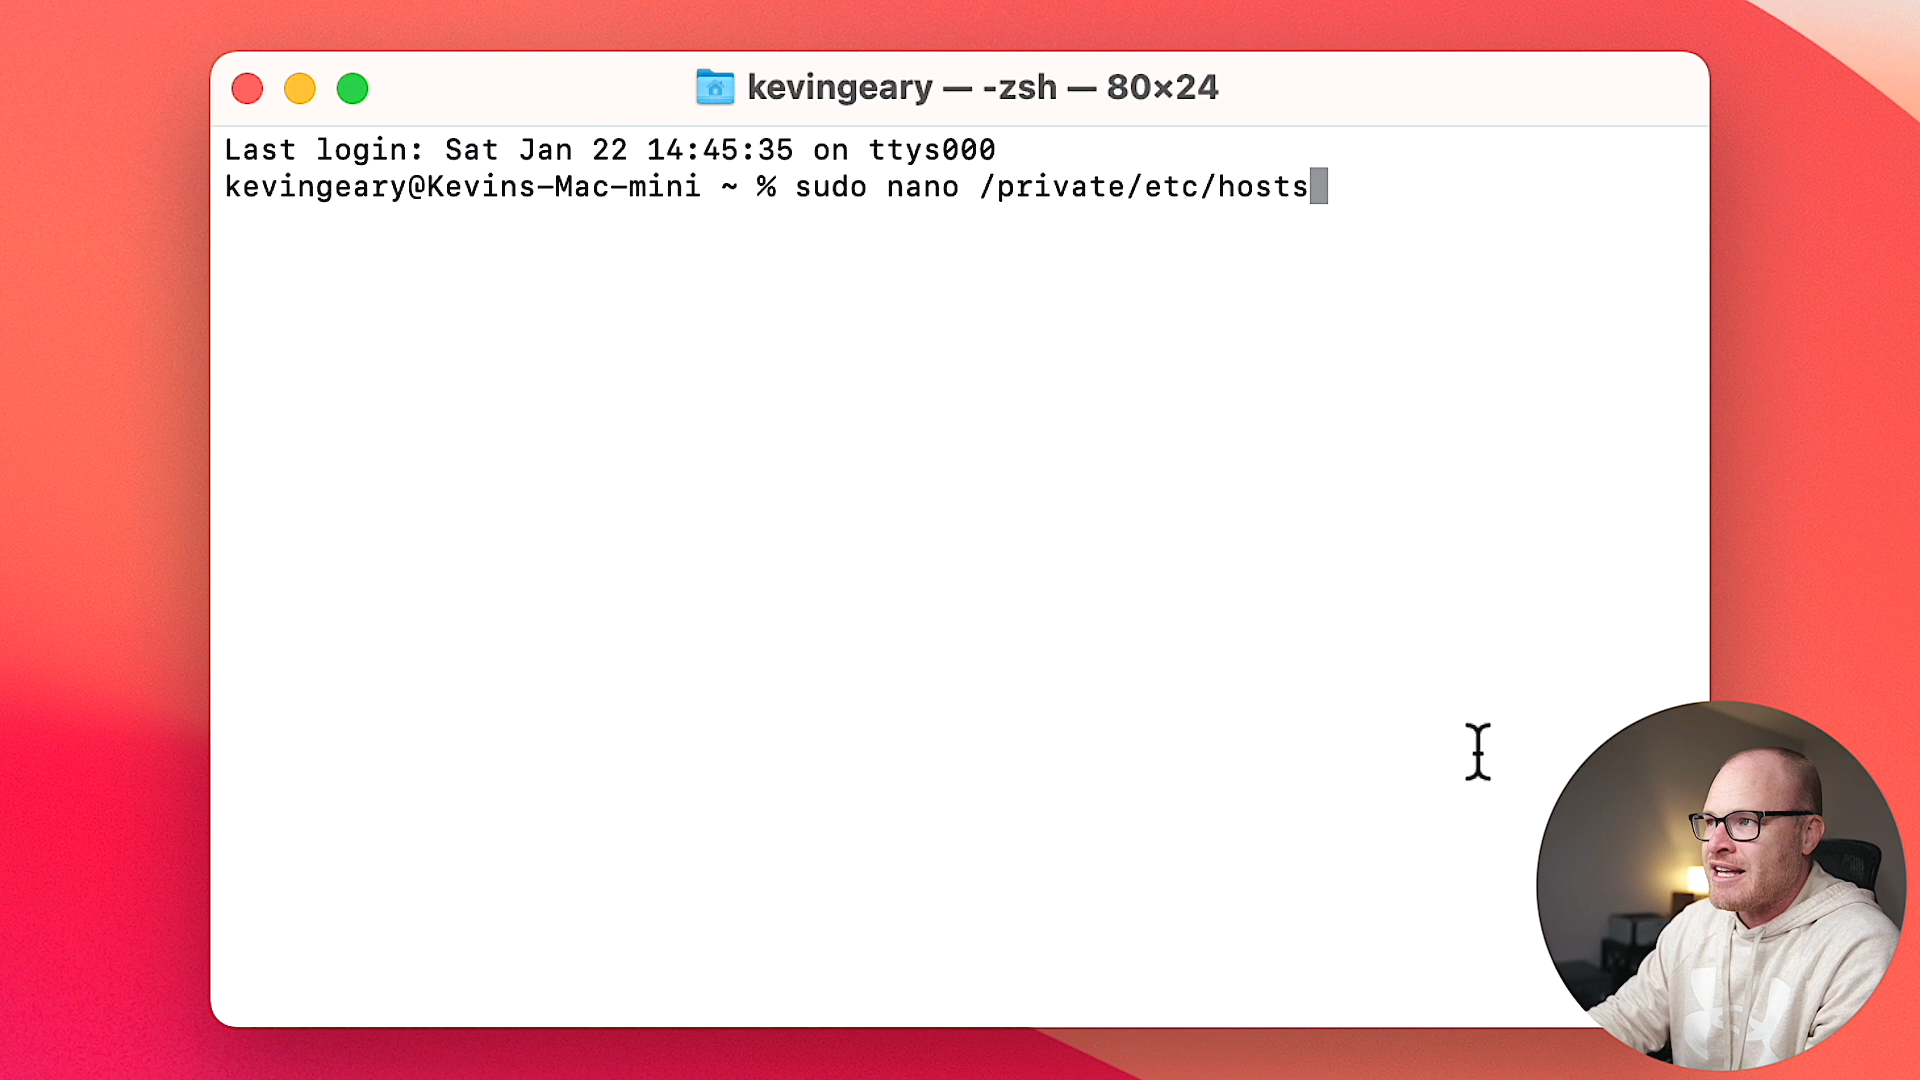 kevingeary — -zsh — 80×24
Last login: Sat Jan 22 14:45:35 on ttys000
kevingeary@Kevins-Mac-mini ~ % sudo nano /private/etc/hosts